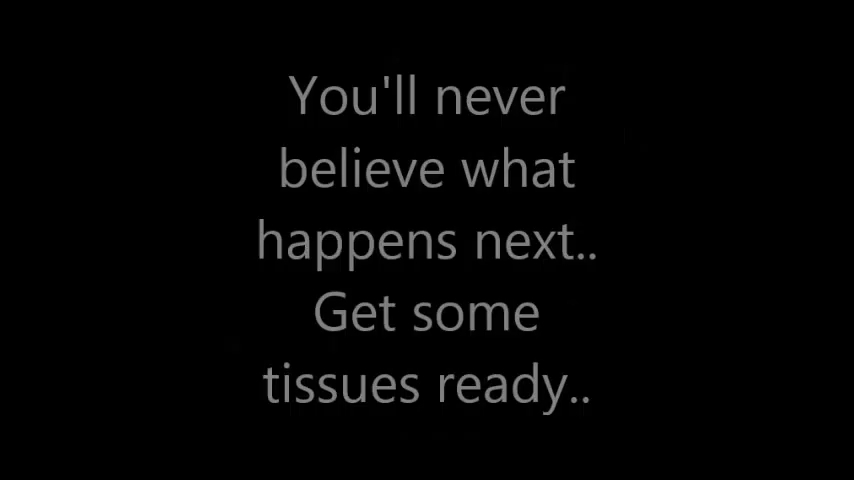 You'll never
believe what
happens next..
Get some
tissues ready..